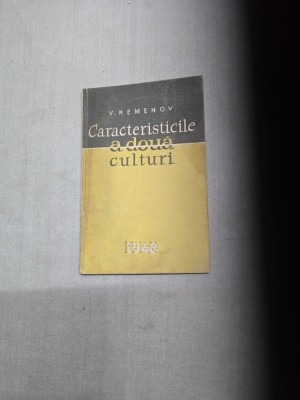 V. KEMENOV
Caracteristicile
a două
culturi